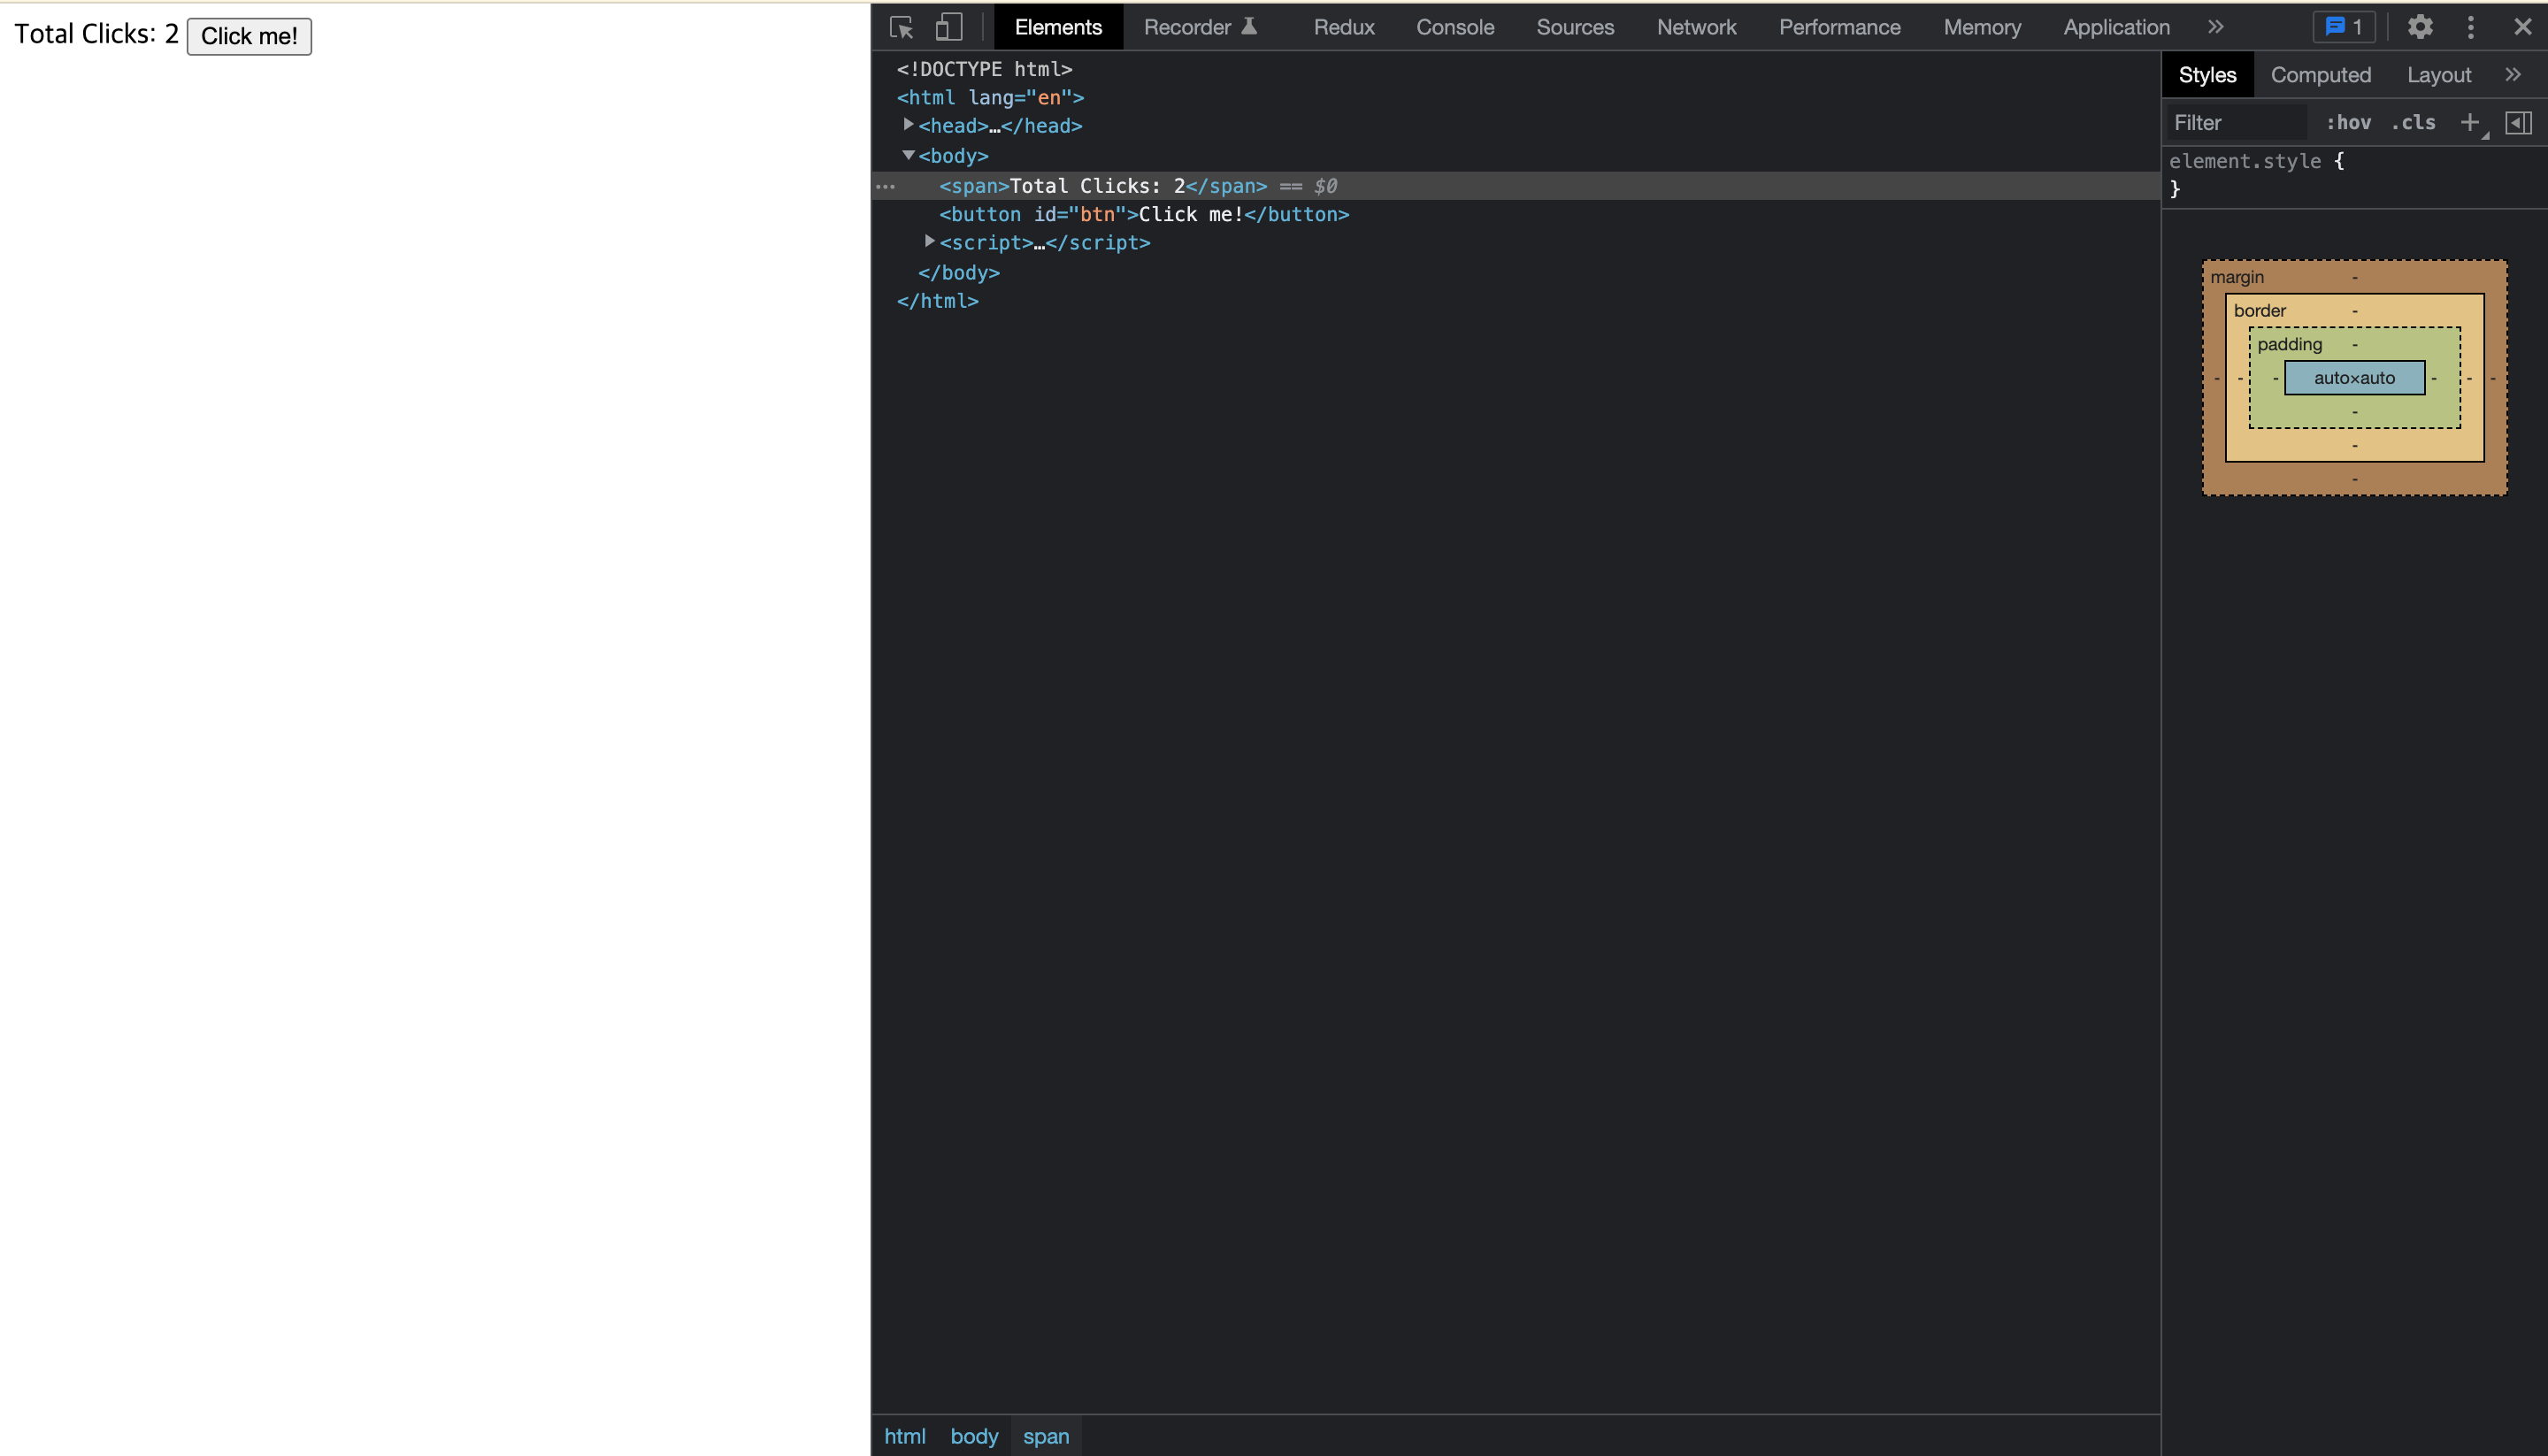 Total Clicks: 2 Click me!
Elements Recorder Redux Console Sources Network Performance Memory Application » 1
<!DOCTYPE html>
<html lang="en">
<head>…</head>
<body>
<span>Total Clicks: 2</span> == $0
<button id="btn">Click me!</button>
<script>…</script>
</body>
</html>
html body span
Styles Computed Layout »
Filter :hov .cls +
element.style {
}
margin -
border -
padding -
- - - auto×auto - - -
-
-
-